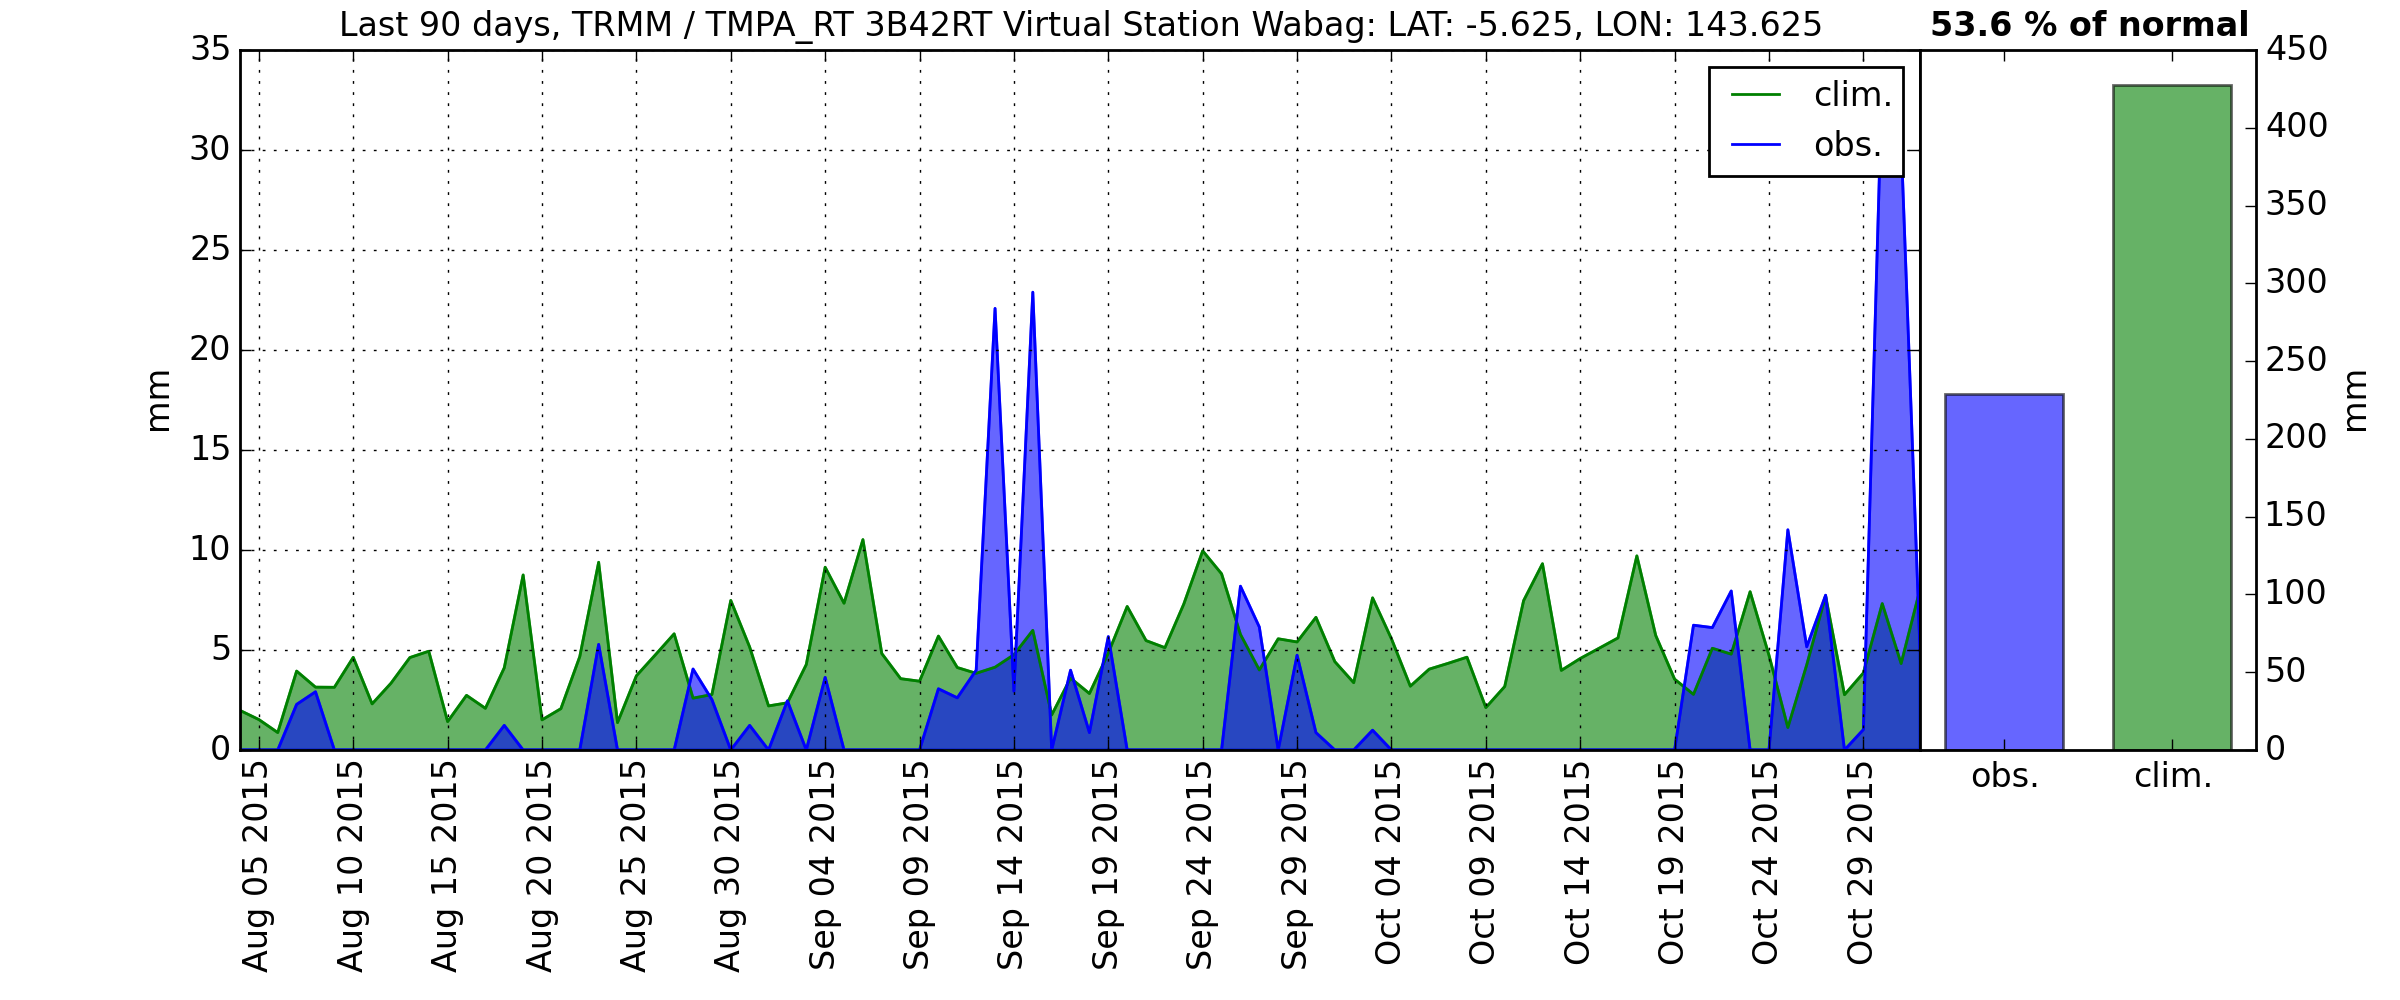 Last 90 days, TRMM / TMPA_RT 3B42RT Virtual Station Wabag: LAT: -5.625, LON: 143.625
53.6 % of normal
35
30
25
20
15
10
5
0
mm
clim.
obs.
450
400
350
300
250
200
150
100
50
0
mm
Aug 05 2015
Aug 10 2015
Aug 15 2015
Aug 20 2015
Aug 25 2015
Aug 30 2015
Sep 04 2015
Sep 09 2015
Sep 14 2015
Sep 19 2015
Sep 24 2015
Sep 29 2015
Oct 04 2015
Oct 09 2015
Oct 14 2015
Oct 19 2015
Oct 24 2015
Oct 29 2015
obs.
clim.